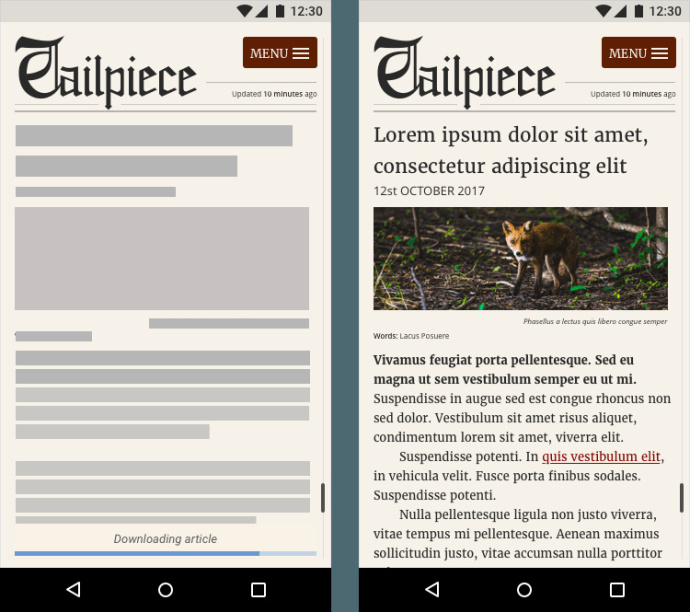 12:30
Tailpiece
MENU
Updated 10 minutes ago
Downloading article
12:30
Tailpiece
MENU
Updated 10 minutes ago
Lorem ipsum dolor sit amet,
consectetur adipiscing elit
12st OCTOBER 2017
Phasellus a lectus quis libero congue semper
Words: Lacus Posuere
Vivamus feugiat porta pellentesque. Sed eu
magna ut sem vestibulum semper eu ut mi.
Suspendisse in augue sed est congue rhoncus non
sed dolor. Vestibulum sit amet risus aliquet,
condimentum lorem sit amet, viverra elit.
Suspendisse potenti. In quis vestibulum elit,
in vehicula velit. Fusce porta finibus sodales.
Suspendisse potenti.
Nulla pellentesque ligula non justo viverra,
vitae tempus mi pellentesque. Aenean maximus
sollicitudin justo, vitae accumsan nulla porttitor